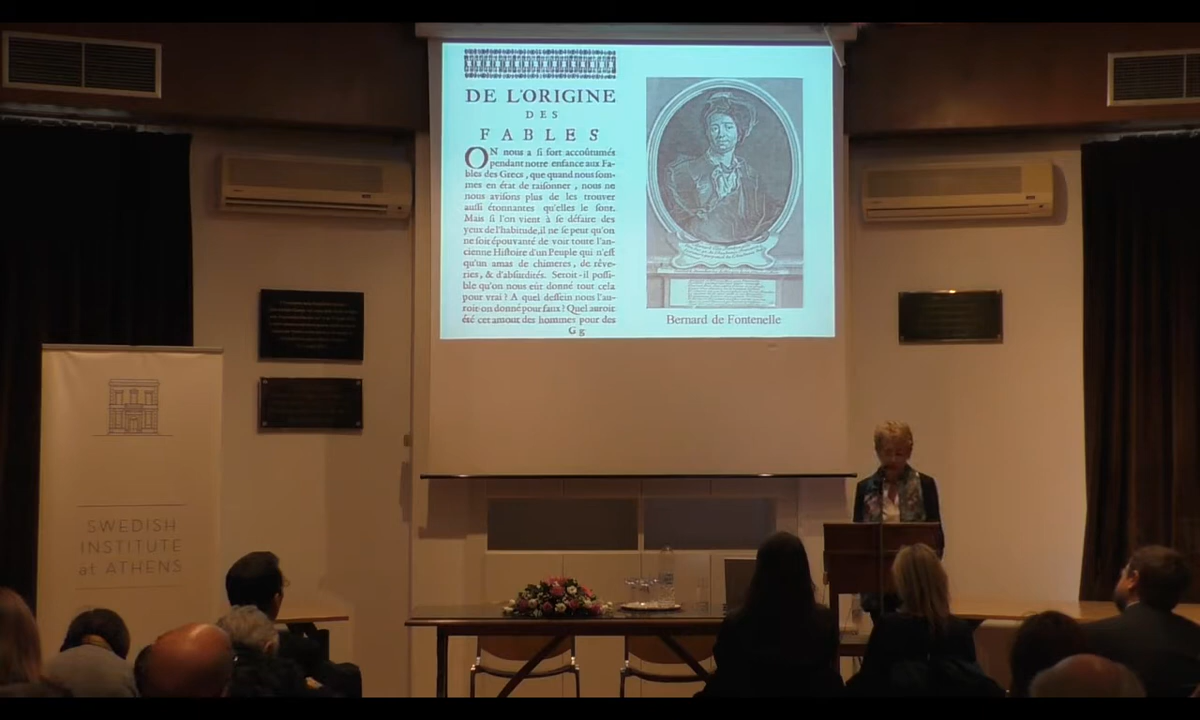 DE L'ORIGINE
DES
FABLES
ON nous a si fort accoûtumés
pendant notre enfance aux Fa-
bles des Grecs, que quand nous som-
mes en état de raisonner, nous ne
nous avisons plus de les trouver
aussi étonnantes qu'elles le sont.
Mais si l'on vient à se défaire des
yeux de l'habitude, il ne se peut qu'on
ne soit épouvanté de voir toute l'an-
cienne Histoire d'un Peuple qui n'est
qu'un amas de chimeres, de rêve-
ries, & d'absurdités. Seroit-il possi-
ble qu'on nous eût donné tout cela
pour vrai? A quel dessein nous l'au-
roit-on donné pour faux? Quel auroit
été cet amour des hommes pour des
Gg
Bernard de Fontenelle
SWEDISH
INSTITUTE
at ATHENS